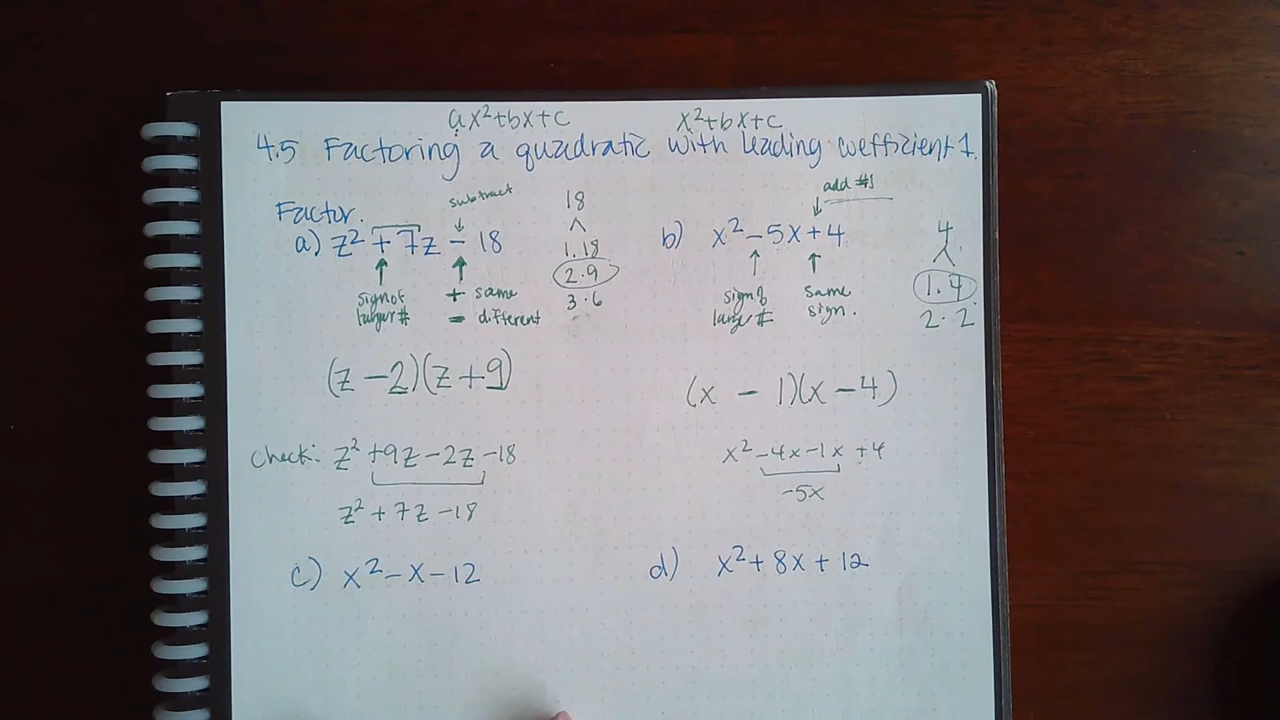 ax²+bx+c x²+bx+c
4.5 Factoring a quadratic with leading coefficient 1.
Factor.
subtract
a) z² + 7z − 18
sign of larger #
+ same
− different
18
1·18
2·9
3·6
(z − 2)(z + 9)
check: z² + 9z − 2z − 18
z² + 7z − 18
add #s
b) x² − 5x + 4
sign of large #
same sign.
4
1·4
2·2
(x − 1)(x − 4)
x² − 4x − 1x + 4
−5x
c) x² − x − 12
d) x² + 8x + 12